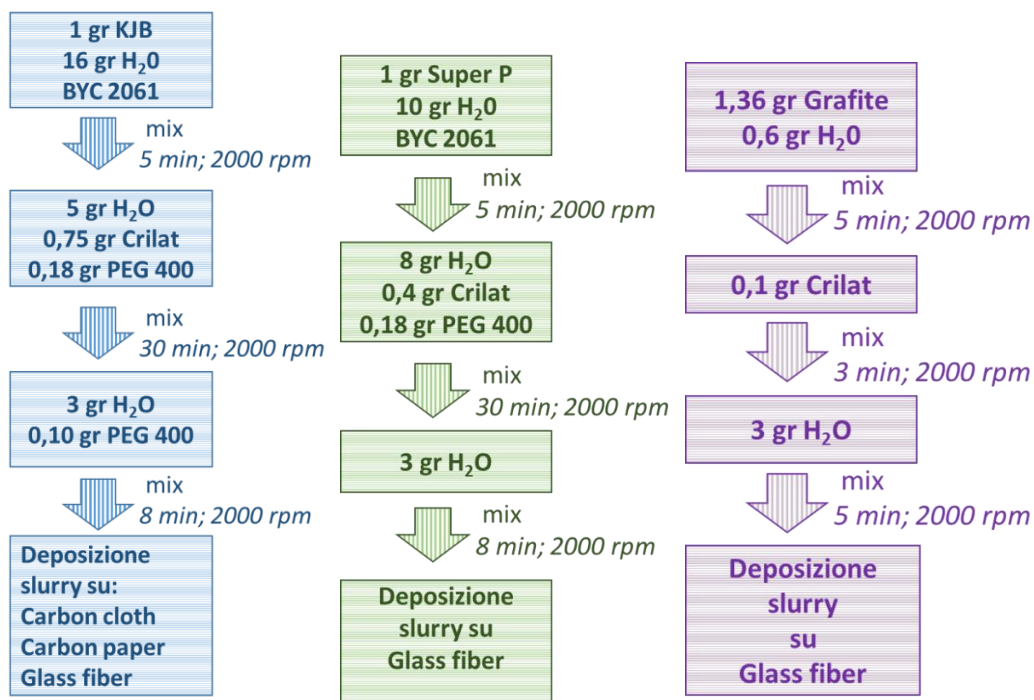 1 gr KJB
16 gr H₂0
BYC 2061
mix
5 min; 2000 rpm
5 gr H₂O
0,75 gr Crilat
0,18 gr PEG 400
mix
30 min; 2000 rpm
3 gr H₂O
0,10 gr PEG 400
mix
8 min; 2000 rpm
Deposizione
slurry su:
Carbon cloth
Carbon paper
Glass fiber
1 gr Super P
10 gr H₂0
BYC 2061
mix
5 min; 2000 rpm
8 gr H₂O
0,4 gr Crilat
0,18 gr PEG 400
mix
30 min; 2000 rpm
3 gr H₂O
mix
8 min; 2000 rpm
Deposizione
slurry su
Glass fiber
1,36 gr Grafite
0,6 gr H₂0
mix
5 min; 2000 rpm
0,1 gr Crilat
mix
3 min; 2000 rpm
3 gr H₂O
mix
5 min; 2000 rpm
Deposizione
slurry
su
Glass fiber